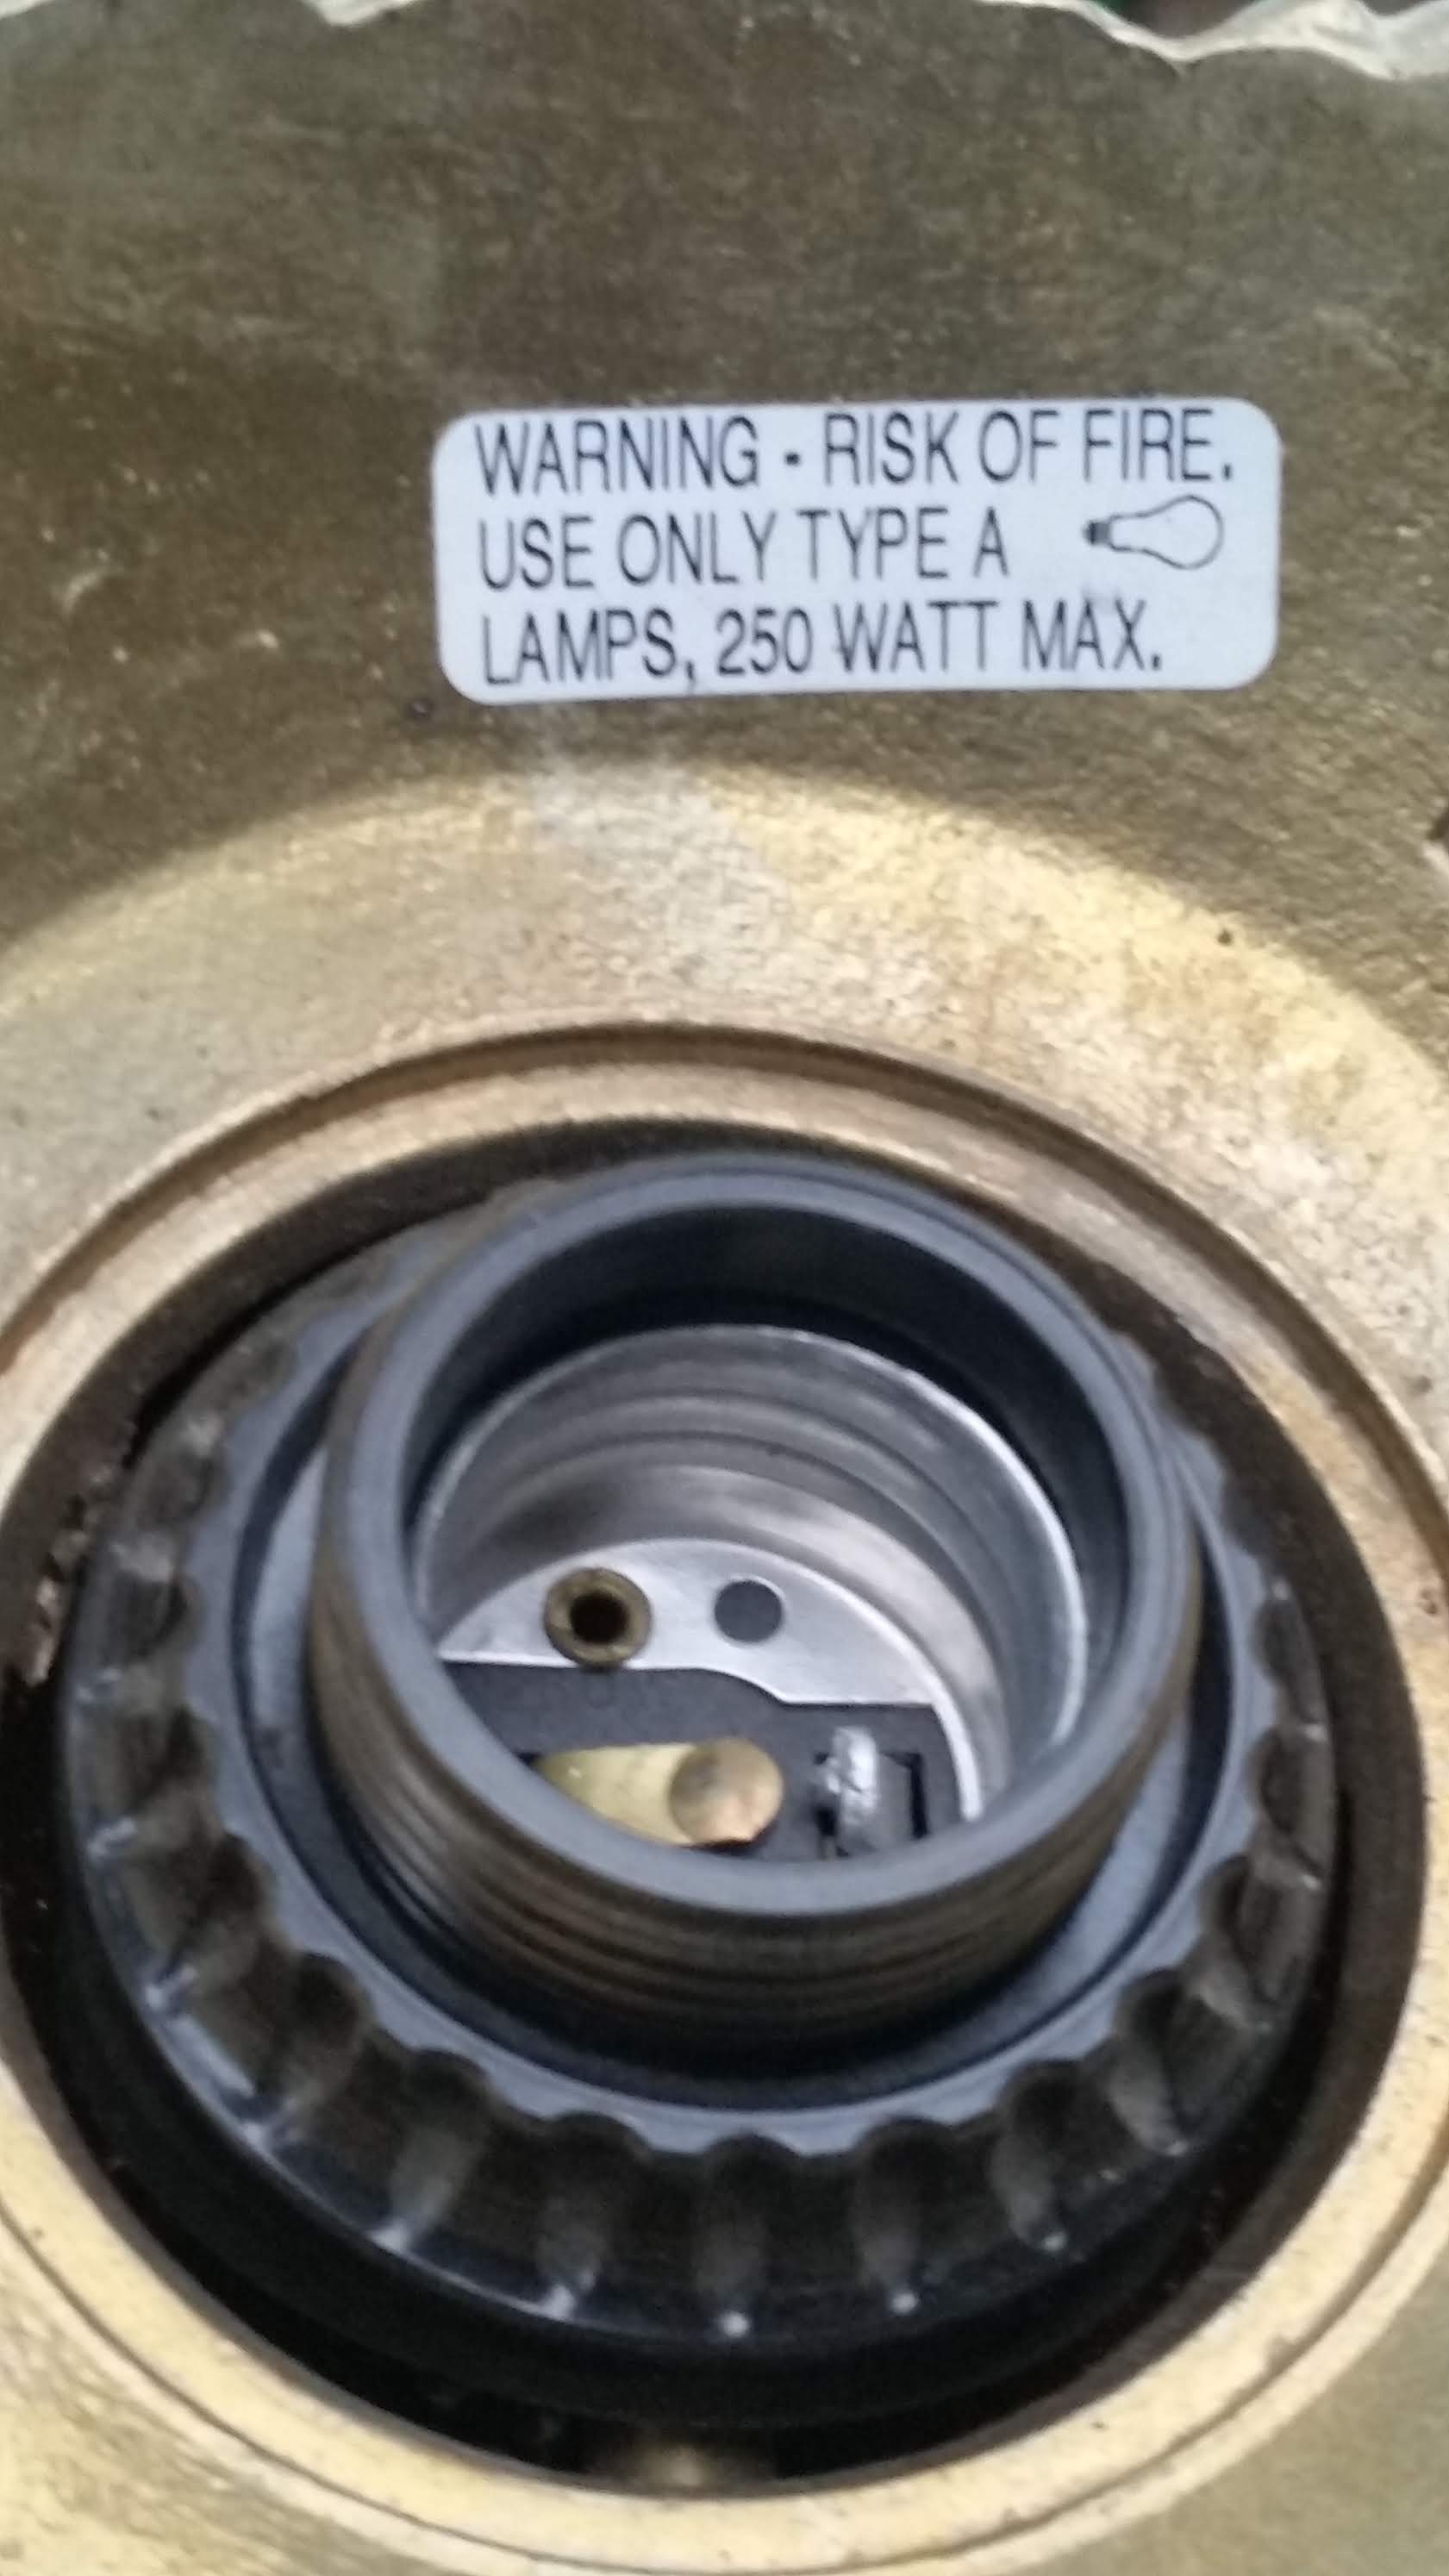 WARNING - RISK OF FIRE.
USE ONLY TYPE A
LAMPS, 250 WATT MAX.